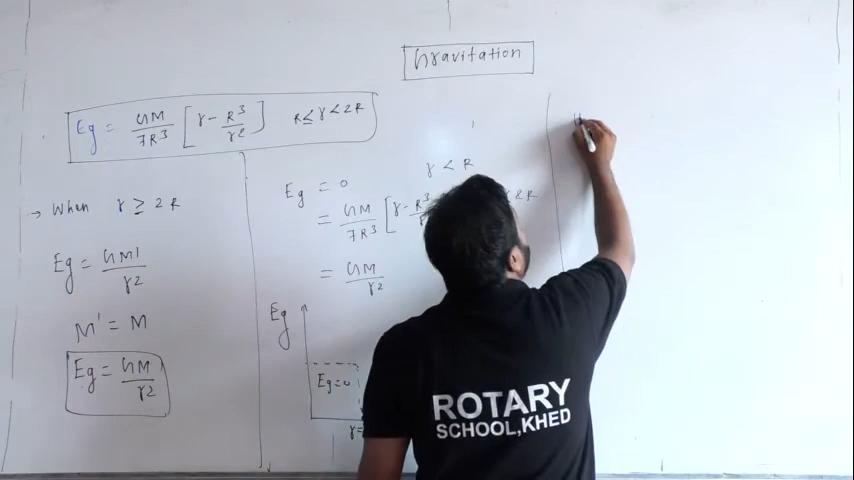 Gravitation
Eg = GM/7R³ [r - R³/r²] R ≤ r < 2R
→ When r ≥ 2R
Eg = GM'/r²
M' = M
Eg = GM/r²
Eg = 0 r < R
= GM/7R³ [r - R³
2R
= GM/r²
Eg
Eg = 0
r =
ROTARY
SCHOOL, KHED